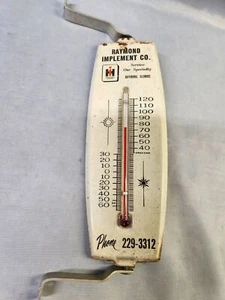 RAYMOND
IMPLEMENT CO.
IH
Service
Our Specialty
RAYMOND, ILLINOIS
120
110
100
90
80
70
60
50
40
30
20
10
0
10
20
30
40
50
60
Phone 229-3312